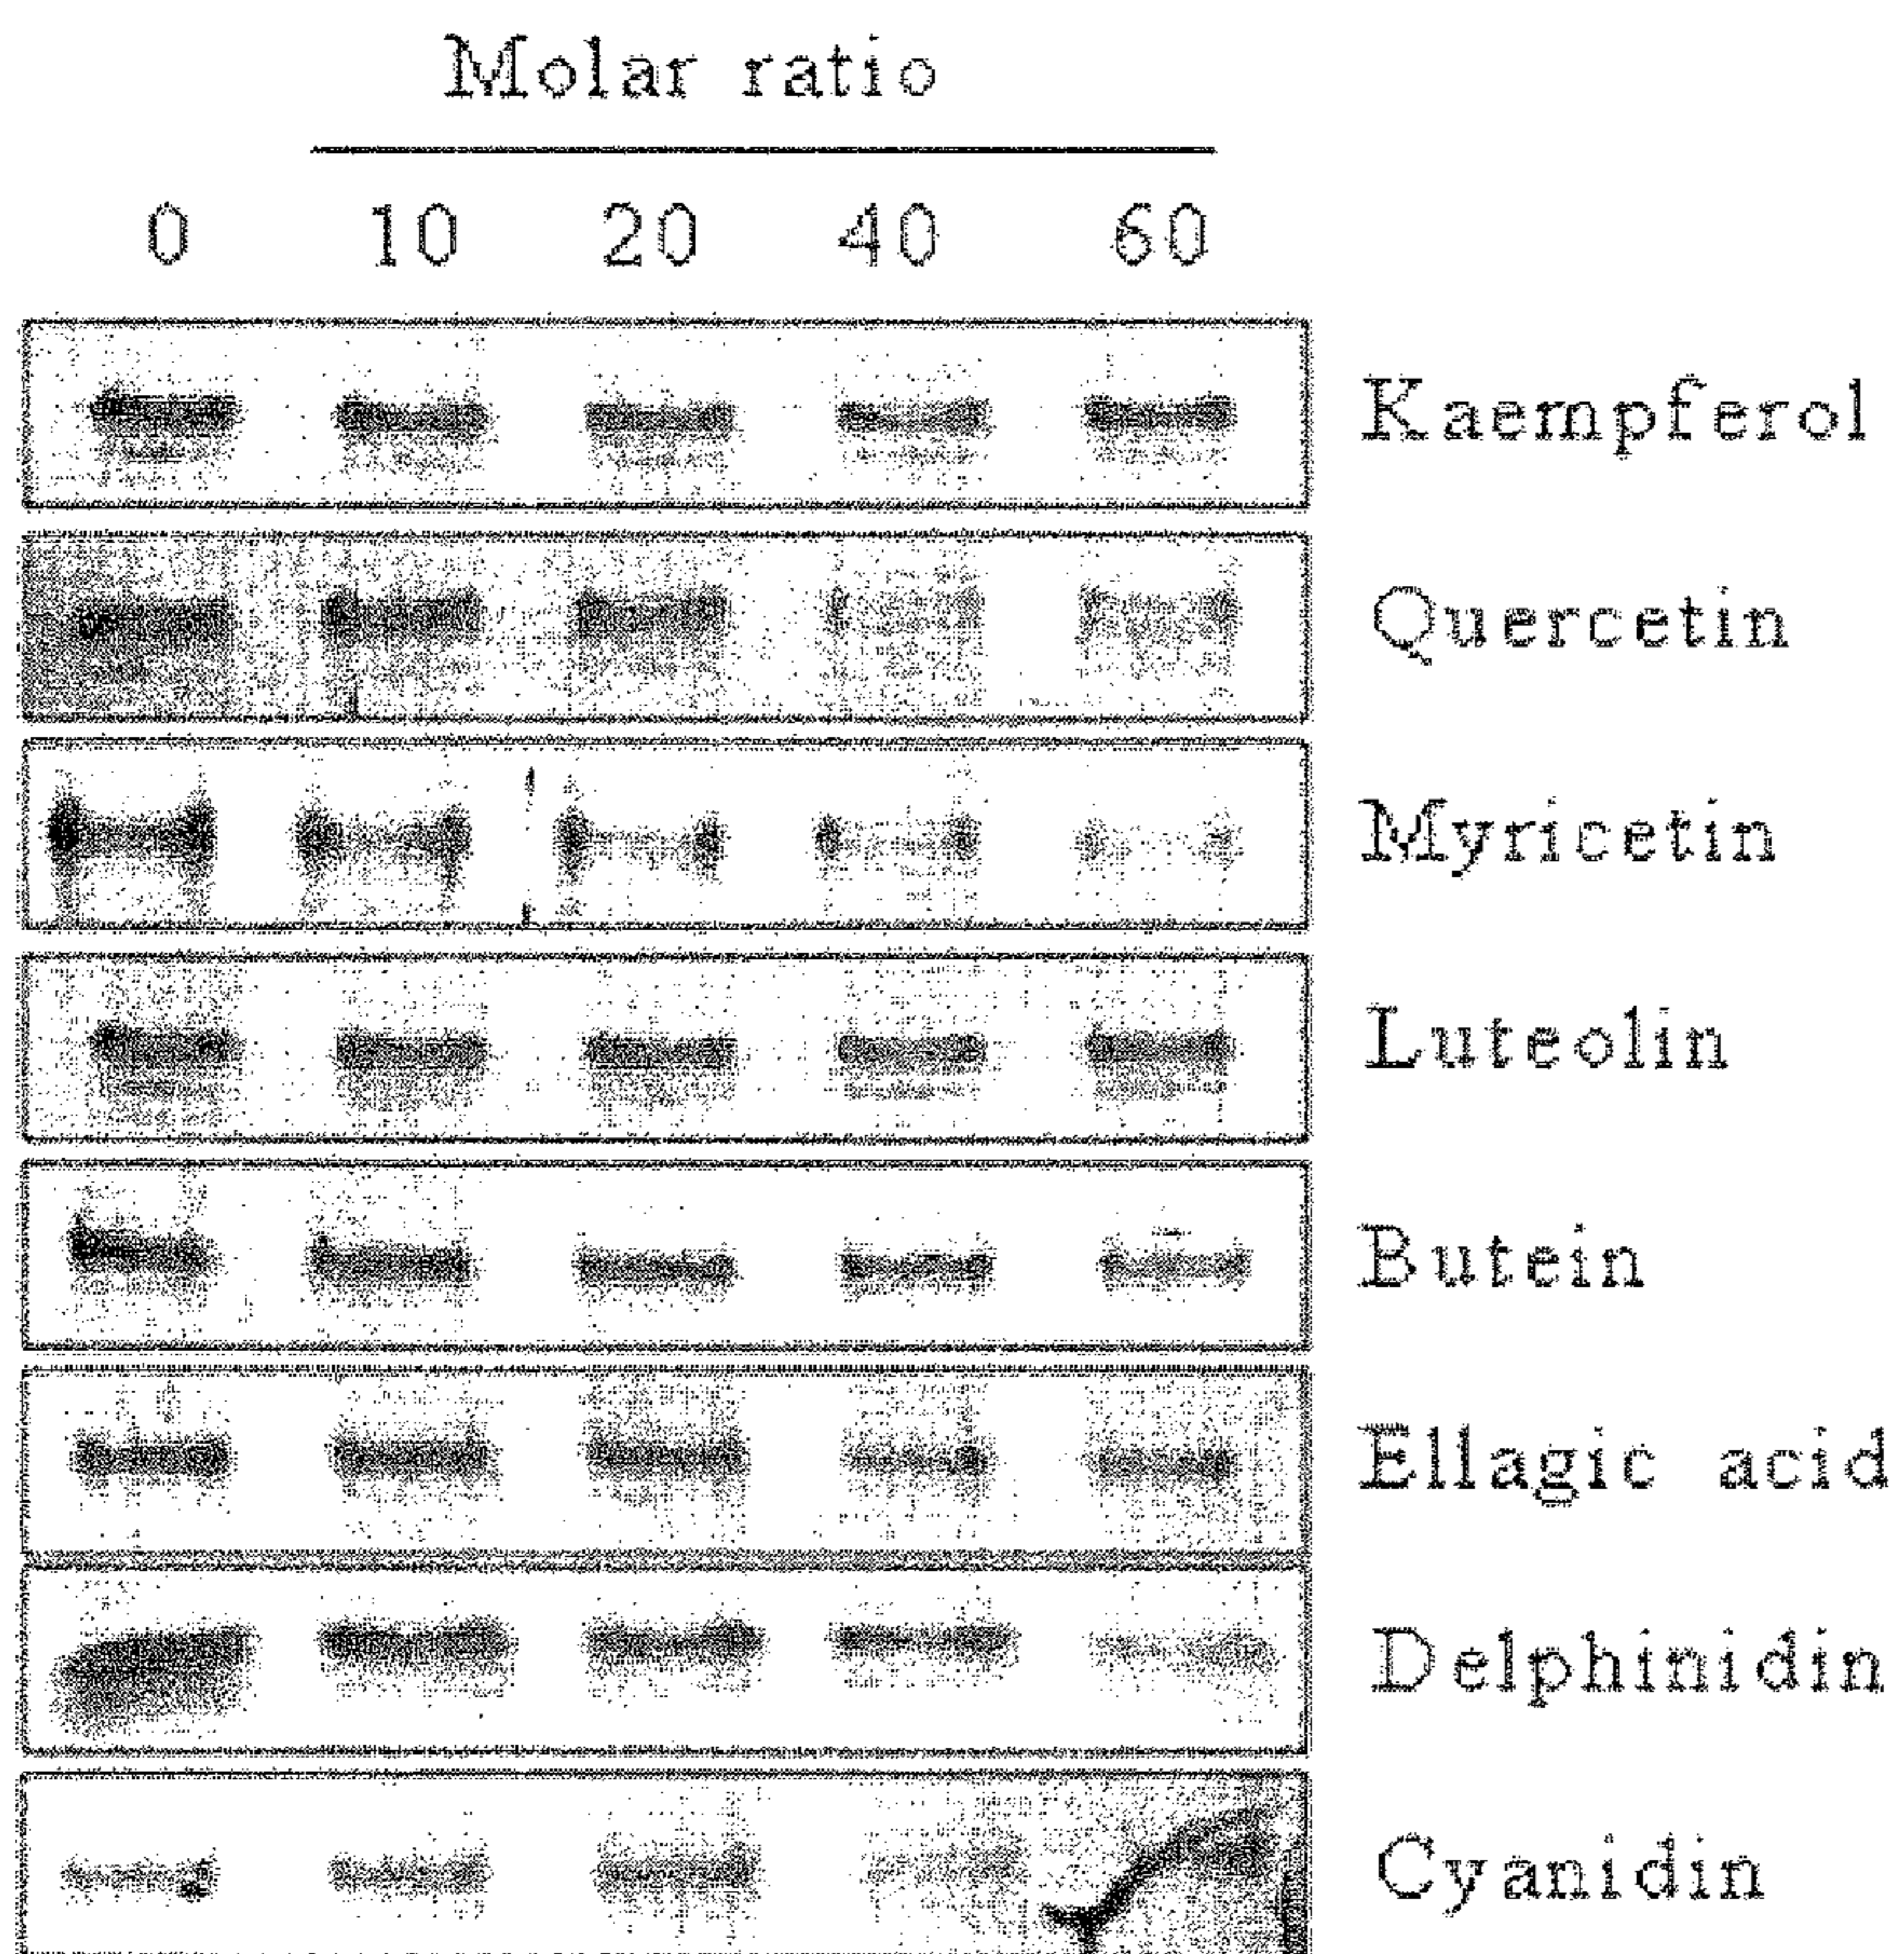 Molar ratio
0 10 20 40 60
Kaempferol
Quercetin
Myricetin
Luteolin
Butein
Ellagic acid
Delphinidin
Cyanidin